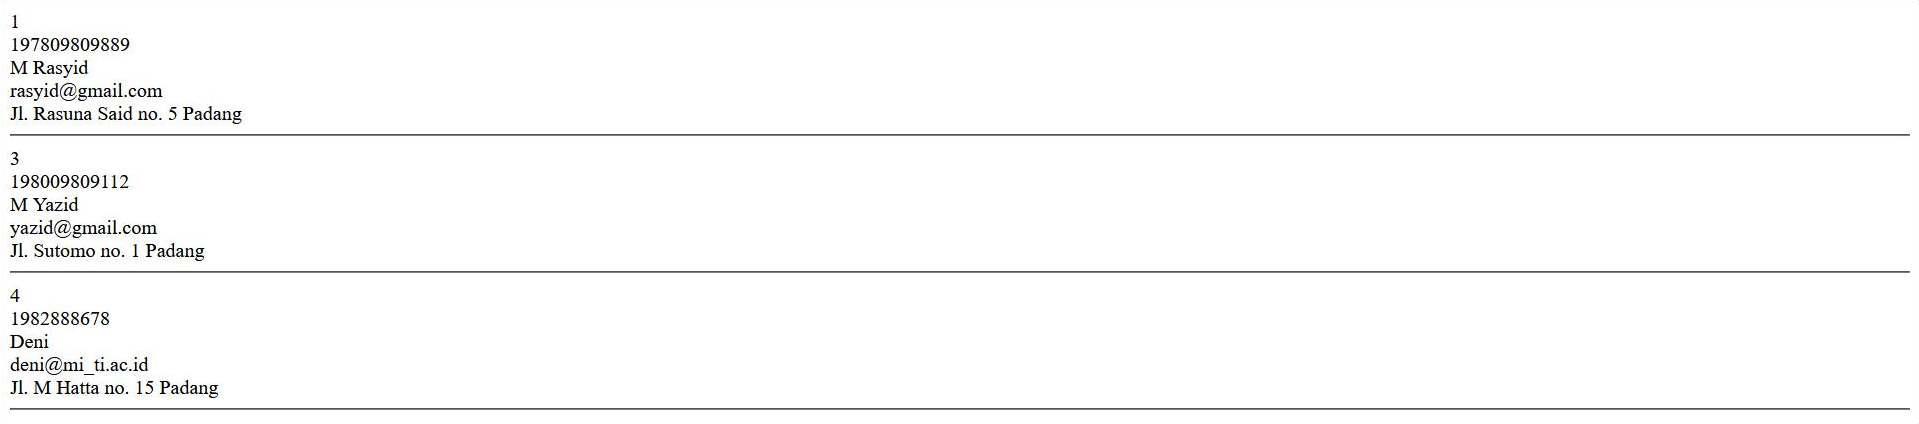 1
197809809889
M Rasyid
rasyid@gmail.com
Jl. Rasuna Said no. 5 Padang
3
198009809112
M Yazid
yazid@gmail.com
Jl. Sutomo no. 1 Padang
4
1982888678
Deni
deni@mi_ti.ac.id
Jl. M Hatta no. 15 Padang